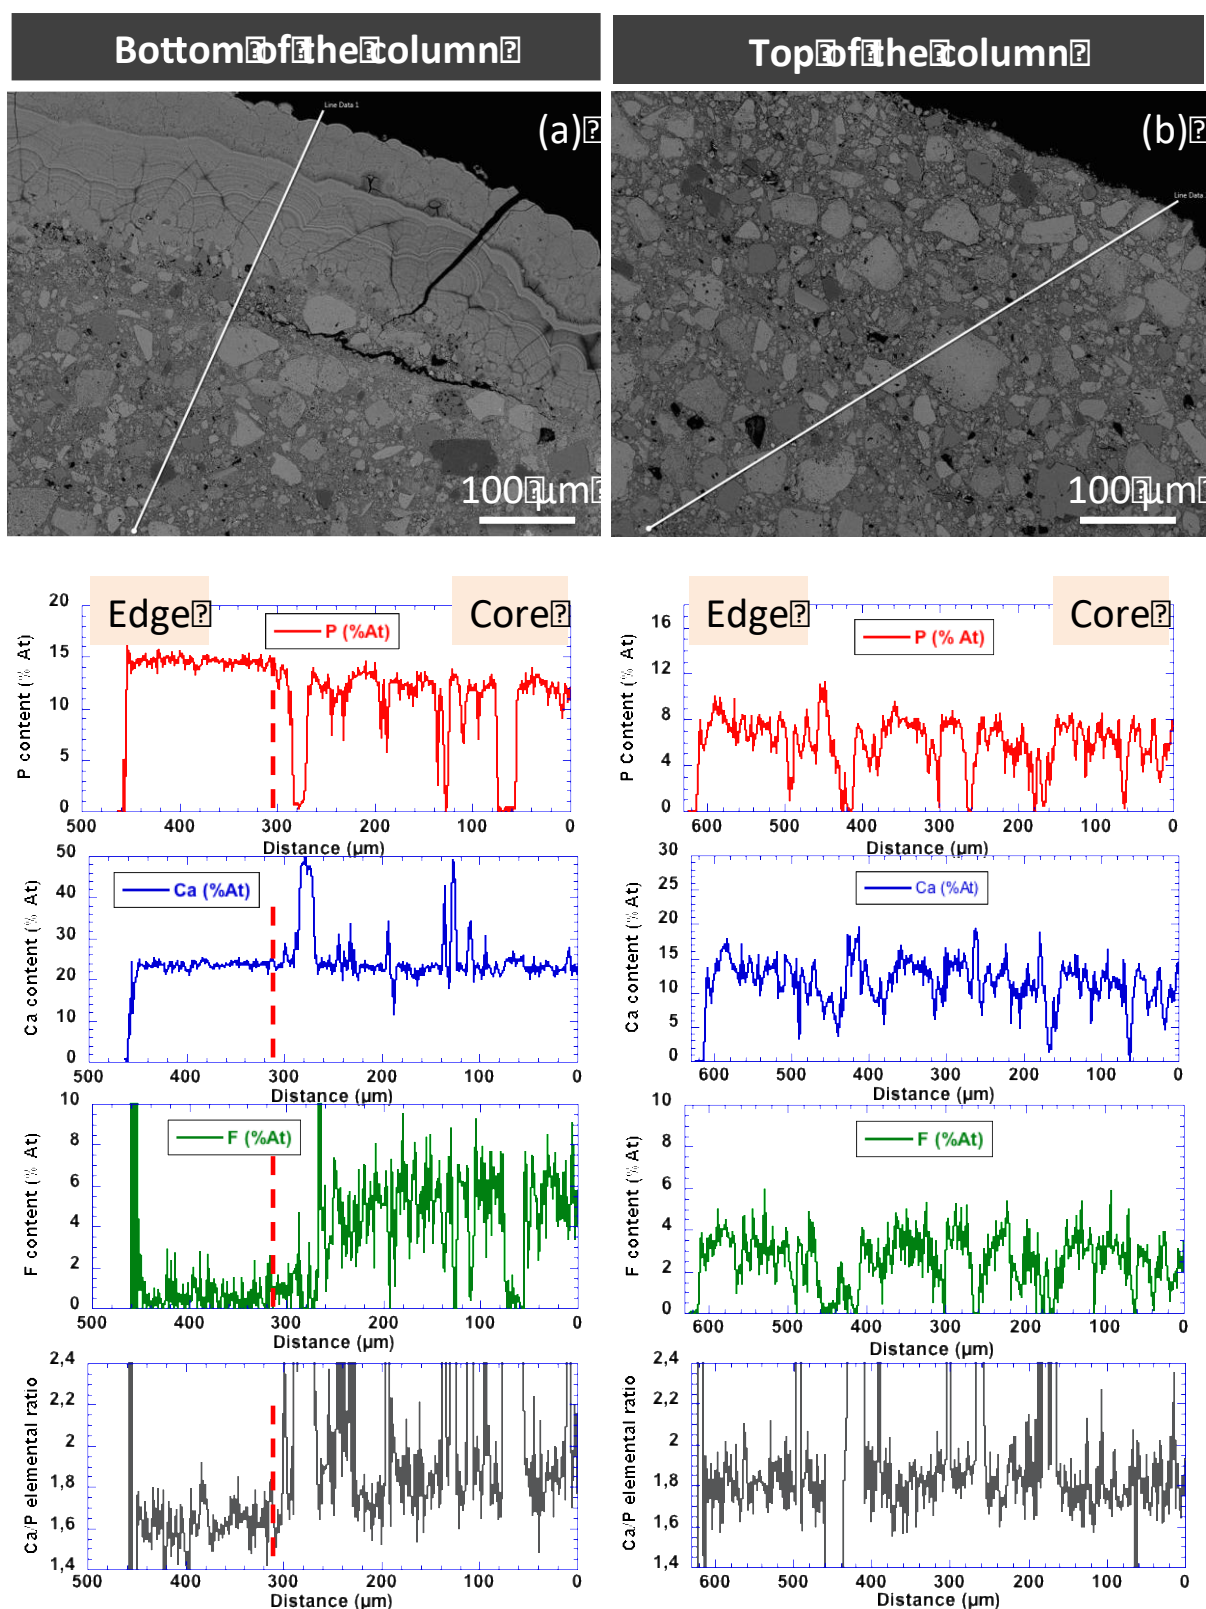 Bottom of the column
Top of the column
Line Data 1
(a)
100 µm
Line Data
(b)
100 µm
Edge
Core
P (%At)
P content (% At)
20
15
10
5
0
500 400 300 200 100 0
Distance (µm)
Edge
Core
P (% At)
P Content (% At)
16
12
8
4
0
600 500 400 300 200 100 0
Distance (µm)
Ca (%At)
Ca content (% At)
50
40
30
20
10
0
500 400 300 200 100 0
Distance (µm)
Ca (%At)
Ca content (% At)
30
25
20
15
10
5
0
600 500 400 300 200 100 0
Distance (µm)
F (%At)
F content (% At)
10
8
6
4
2
0
500 400 300 200 100 0
Distance (µm)
F (%At)
F content (% At)
10
8
6
4
2
0
600 500 400 300 200 100 0
Distance (µm)
Ca/P elemental ratio
2,4
2,2
2
1,8
1,6
1,4
500 400 300 200 100 0
Distance (µm)
Ca/P elemental ratio
2,4
2,2
2
1,8
1,6
1,4
600 500 400 300 200 100 0
Distance (µm)